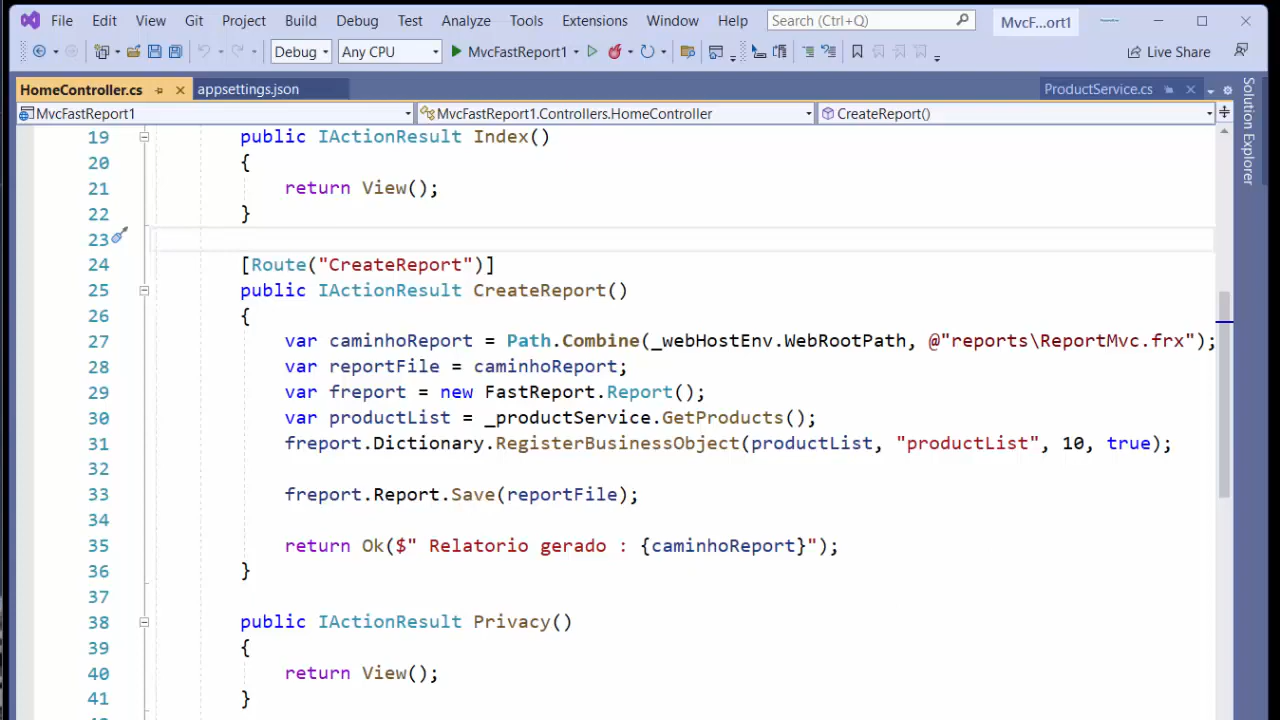 File Edit View Git Project Build Debug Test Analyze Tools Extensions Window Help Search (Ctrl+Q) MvcF...ort1
Debug Any CPU MvcFastReport1 Live Share
HomeController.cs appsettings.json ProductService.cs
MvcFastReport1 MvcFastReport1.Controllers.HomeController CreateReport()
Solution Explorer
19 public IActionResult Index()
20 {
21 return View();
22 }
23
24 [Route("CreateReport")]
25 public IActionResult CreateReport()
26 {
27 var caminhoReport = Path.Combine(_webHostEnv.WebRootPath, @"reports\ReportMvc.frx");
28 var reportFile = caminhoReport;
29 var freport = new FastReport.Report();
30 var productList = _productService.GetProducts();
31 freport.Dictionary.RegisterBusinessObject(productList, "productList", 10, true);
32
33 freport.Report.Save(reportFile);
34
35 return Ok($" Relatorio gerado : {caminhoReport}");
36 }
37
38 public IActionResult Privacy()
39 {
40 return View();
41 }